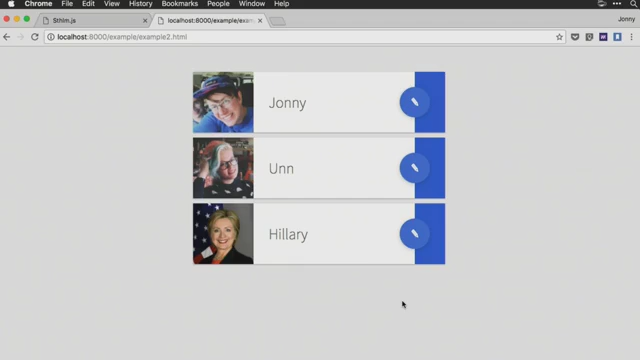 Chrome File Edit View History Bookmarks People Window Help
Sthlm.js
localhost:8000/example/exam
Jonny
localhost:8000/example/example2.html
Jonny
Unn
Hillary